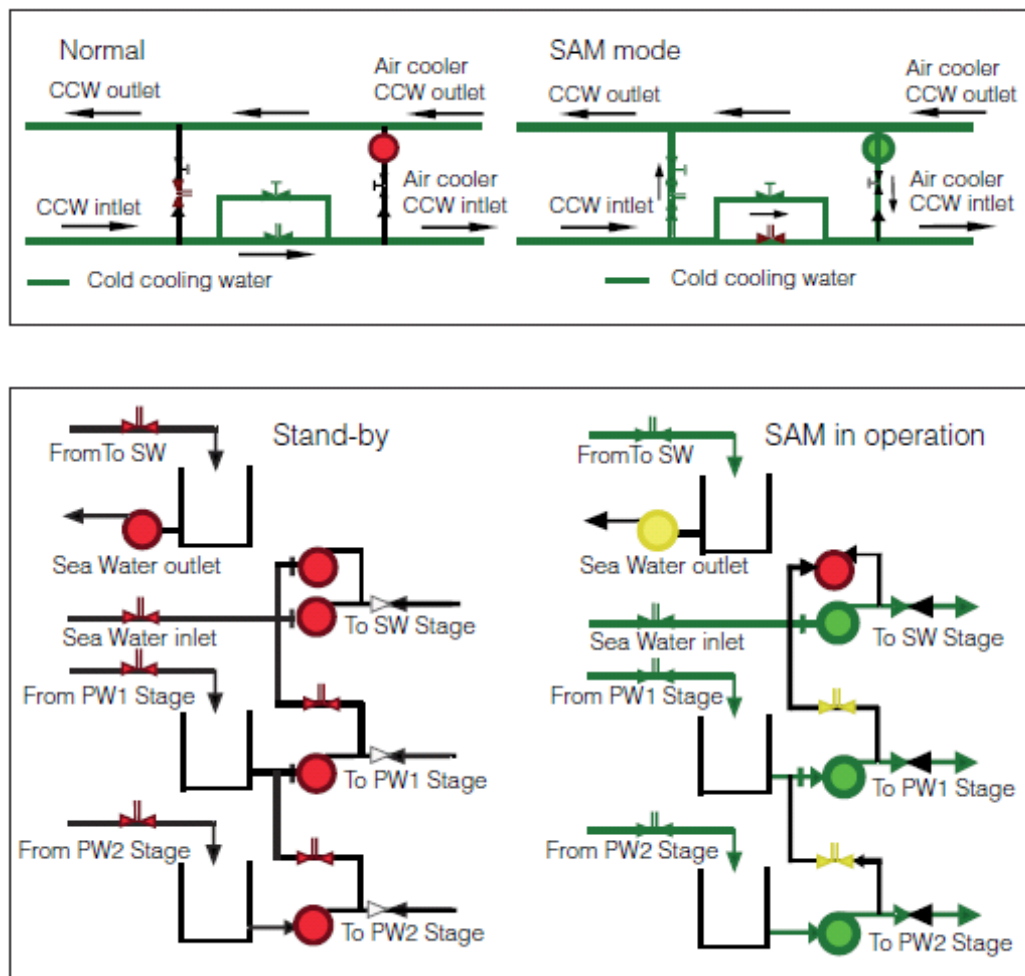 Normal
CCW outlet
Air cooler
CCW outlet
CCW intlet
Air cooler
CCW intlet
Cold cooling water
SAM mode
CCW outlet
Air cooler
CCW outlet
CCW inlet
Air cooler
CCW inlet
Cold cooling water
Stand-by
FromTo SW
Sea Water outlet
To SW Stage
Sea Water inlet
From PW1 Stage
To PW1 Stage
From PW2 Stage
To PW2 Stage
SAM in operation
FromTo SW
Sea Water outlet
To SW Stage
Sea Water inlet
From PW1 Stage
To PW1 Stage
From PW2 Stage
To PW2 Stage